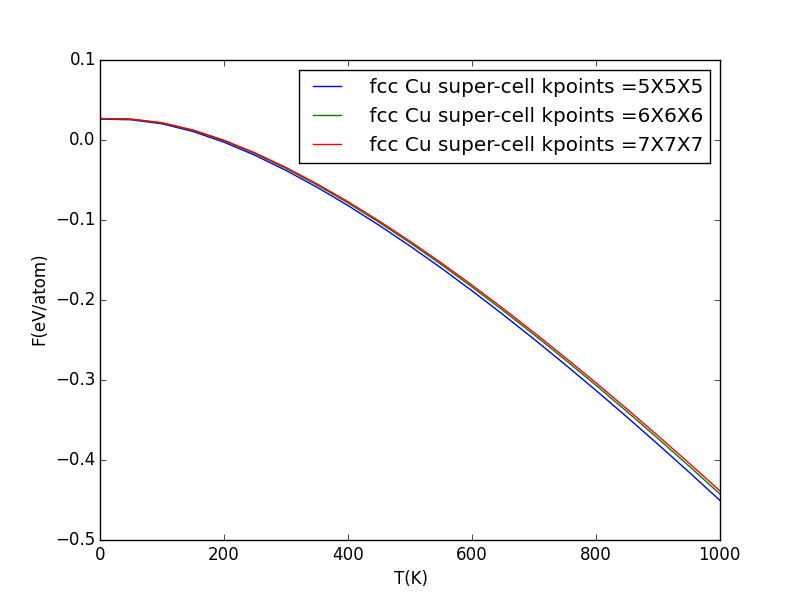 0.1
0.0
−0.1
−0.2
−0.3
−0.4
−0.5
F(eV/atom)
fcc Cu super-cell kpoints =5X5X5
fcc Cu super-cell kpoints =6X6X6
fcc Cu super-cell kpoints =7X7X7
0 200 400 600 800 1000
T(K)